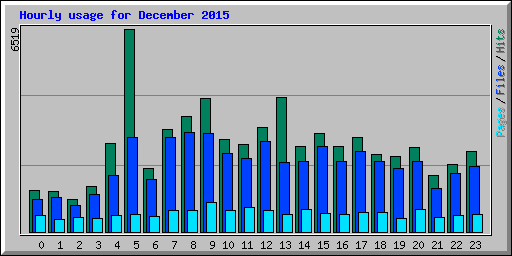 Hourly usage for December 2015
6519
Pages / Files / Hits
0 1 2 3 4 5 6 7 8 9 10 11 12 13 14 15 16 17 18 19 20 21 22 23